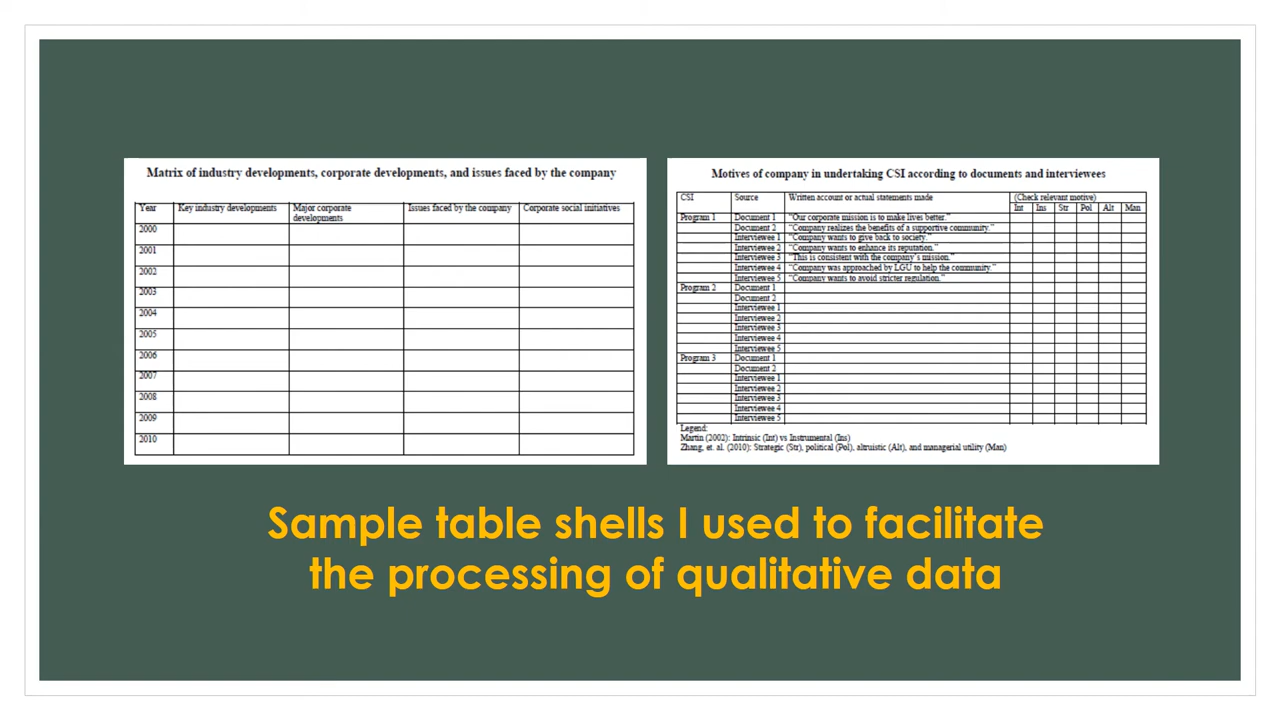 Matrix of industry developments, corporate developments, and issues faced by the company
Year Key industry developments Major corporate developments Issues faced by the company Corporate social initiatives
2000
2001
2002
2003
2004
2005
2006
2007
2008
2009
2010
Motives of company in undertaking CSI according to documents and interviewees
CSI Source Written account or actual statements made (Check relevant motive)
Int Ins Str Pol Alt Man
Program 1 Document 1 "Our corporate mission is to make lives better."
Document 2 "Company realizes the benefits of a supportive community."
Interviewee 1 "Company wants to give back to society."
Interviewee 2 "Company wants to enhance its reputation."
Interviewee 3 "This is consistent with the company's mission."
Interviewee 4 "Company was approached by LGU to help the community."
Interviewee 5 "Company wants to avoid stricter regulation."
Program 2 Document 1
Document 2
Interviewee 1
Interviewee 2
Interviewee 3
Interviewee 4
Interviewee 5
Program 3 Document 1
Document 2
Interviewee 1
Interviewee 2
Interviewee 3
Interviewee 4
Interviewee 5
Legend:
Martin (2002): Intrinsic (Int) vs Instrumental (Ins)
Zhang, et. al. (2010): Strategic (Str), political (Pol), altruistic (Alt), and managerial utility (Man)
Sample table shells I used to facilitate
the processing of qualitative data